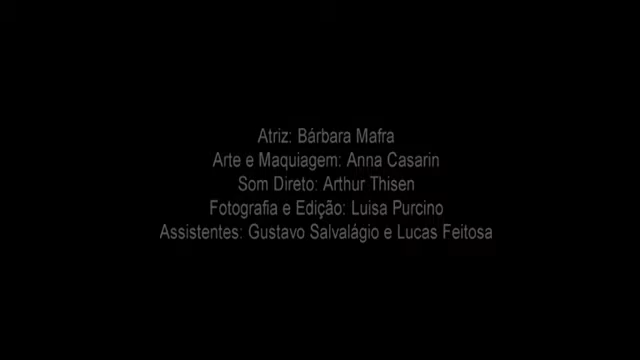 Atriz: Bárbara Mafra
Arte e Maquiagem: Anna Casarin
Som Direto: Arthur Thisen
Fotografia e Edição: Luisa Purcino
Assistentes: Gustavo Salvalágio e Lucas Feitosa